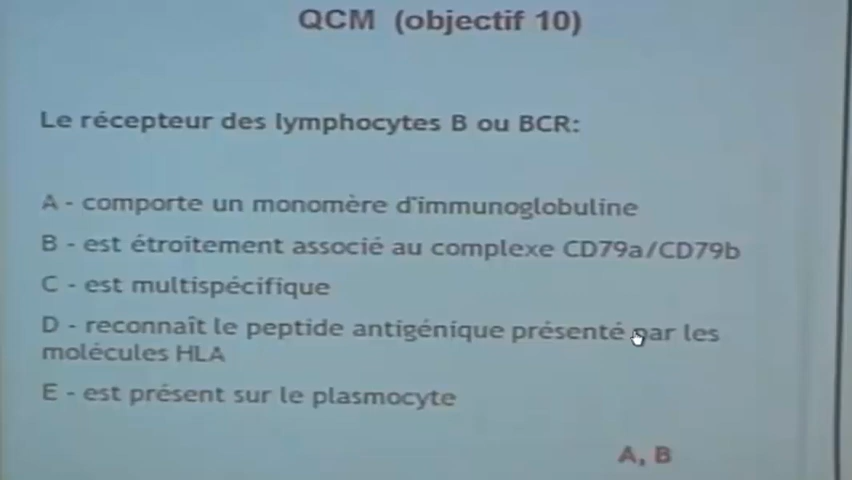 QCM (objectif 10)
Le récepteur des lymphocytes B ou BCR:
A - comporte un monomère d'immunoglobuline
B - est étroitement associé au complexe CD79a/CD79b
C - est multispécifique
D - reconnaît le peptide antigénique présenté par les
molécules HLA
E - est présent sur le plasmocyte
A, B